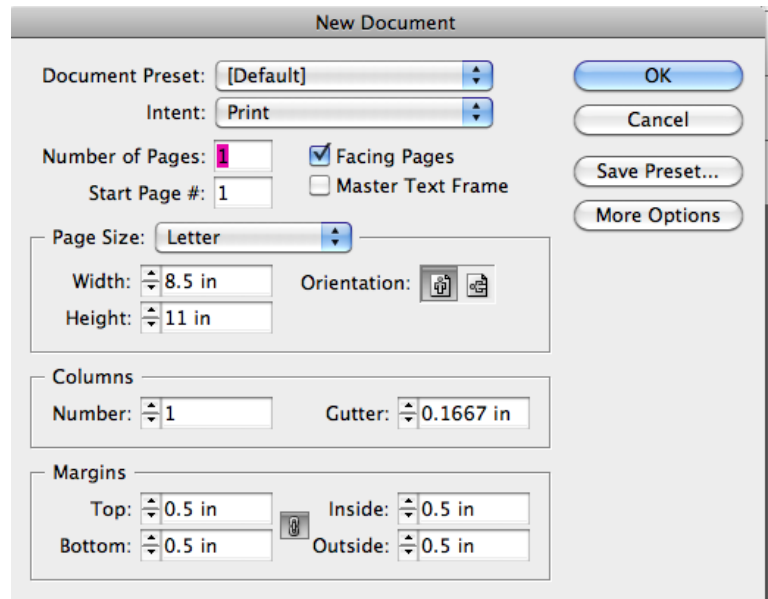 New Document
Document Preset: [Default]
OK
Intent: Print
Cancel
Number of Pages: 1
Facing Pages
Save Preset...
Start Page #: 1
Master Text Frame
More Options
Page Size: Letter
Width: 8.5 in
Orientation:
Height: 11 in
Columns
Number: 1
Gutter: 0.1667 in
Margins
Top: 0.5 in
Inside: 0.5 in
Bottom: 0.5 in
Outside: 0.5 in